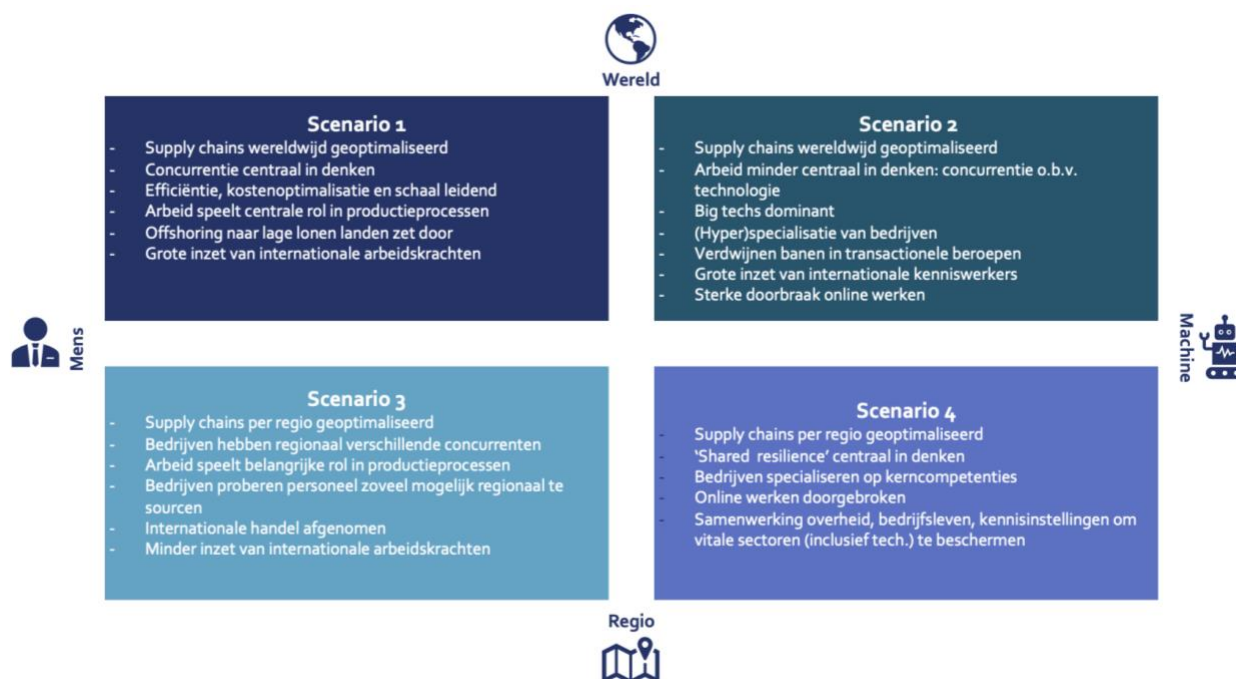 Wereld
Scenario 1
- Supply chains wereldwijd geoptimaliseerd
- Concurrentie centraal in denken
- Efficiëntie, kostenoptimalisatie en schaal leidend
- Arbeid speelt centrale rol in productieprocessen
- Offshoring naar lage lonen landen zet door
- Grote inzet van internationale arbeidskrachten
Scenario 2
- Supply chains wereldwijd geoptimaliseerd
- Arbeid minder centraal in denken: concurrentie o.b.v.
technologie
- Big techs dominant
- (Hyper)specialisatie van bedrijven
- Verdwijnen banen in transactionele beroepen
- Grote inzet van internationale kenniswerkers
- Sterke doorbraak online werken
Mens
Machine
Scenario 3
- Supply chains per regio geoptimaliseerd
- Bedrijven hebben regionaal verschillende concurrenten
- Arbeid speelt belangrijke rol in productieprocessen
- Bedrijven proberen personeel zoveel mogelijk regionaal te
sourcen
- Internationale handel afgenomen
- Minder inzet van internationale arbeidskrachten
Scenario 4
- Supply chains per regio geoptimaliseerd
- ‘Shared resilience’ centraal in denken
- Bedrijven specialiseren op kerncompetenties
- Online werken doorgebroken
- Samenwerking overheid, bedrijfsleven, kennisinstellingen om
vitale sectoren (inclusief tech.) te beschermen
Regio